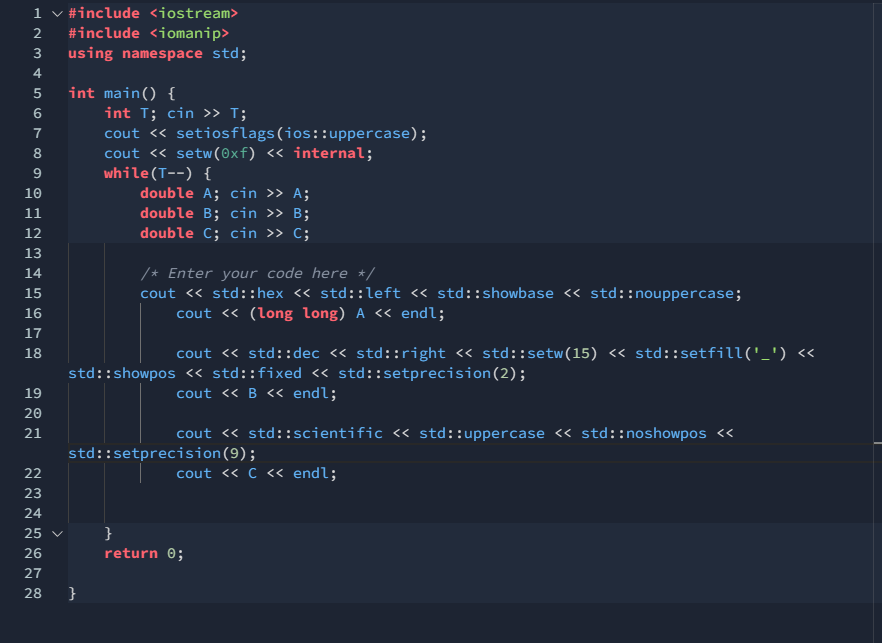 1 #include <iostream>
2 #include <iomanip>
3 using namespace std;
4
5 int main() {
6     int T; cin >> T;
7     cout << setiosflags(ios::uppercase);
8     cout << setw(0xf) << internal;
9     while(T--) {
10         double A; cin >> A;
11         double B; cin >> B;
12         double C; cin >> C;
13
14         /* Enter your code here */
15         cout << std::hex << std::left << std::showbase << std::nouppercase;
16             cout << (long long) A << endl;
17
18             cout << std::dec << std::right << std::setw(15) << std::setfill('_') <<
std::showpos << std::fixed << std::setprecision(2);
19             cout << B << endl;
20
21             cout << std::scientific << std::uppercase << std::noshowpos <<
std::setprecision(9);
22             cout << C << endl;
23
24
25     }
26     return 0;
27
28 }